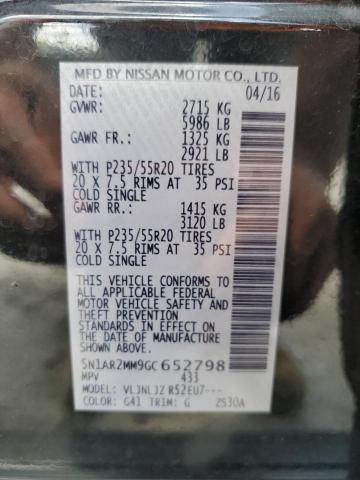 MFD BY NISSAN MOTOR CO., LTD.
DATE: 04/16
GVWR: 2715 KG
5986 LB
GAWR FR.: 1325 KG
2921 LB
WITH P235/55R20 TIRES
20 X 7.5 RIMS AT 35 PSI
COLD SINGLE
GAWR RR.: 1415 KG
3120 LB
WITH P235/55R20 TIRES
20 X 7.5 RIMS AT 35 PSI
COLD SINGLE
THIS VEHICLE CONFORMS TO
ALL APPLICABLE FEDERAL
MOTOR VEHICLE SAFETY AND
THEFT PREVENTION
STANDARDS IN EFFECT ON
THE DATE OF MANUFACTURE
SHOWN ABOVE.
5N1AR2MM9GC652798
MPV 433
MODEL: VLJNLJZ R52EU7---
COLOR: G41 TRIM: G 2530A